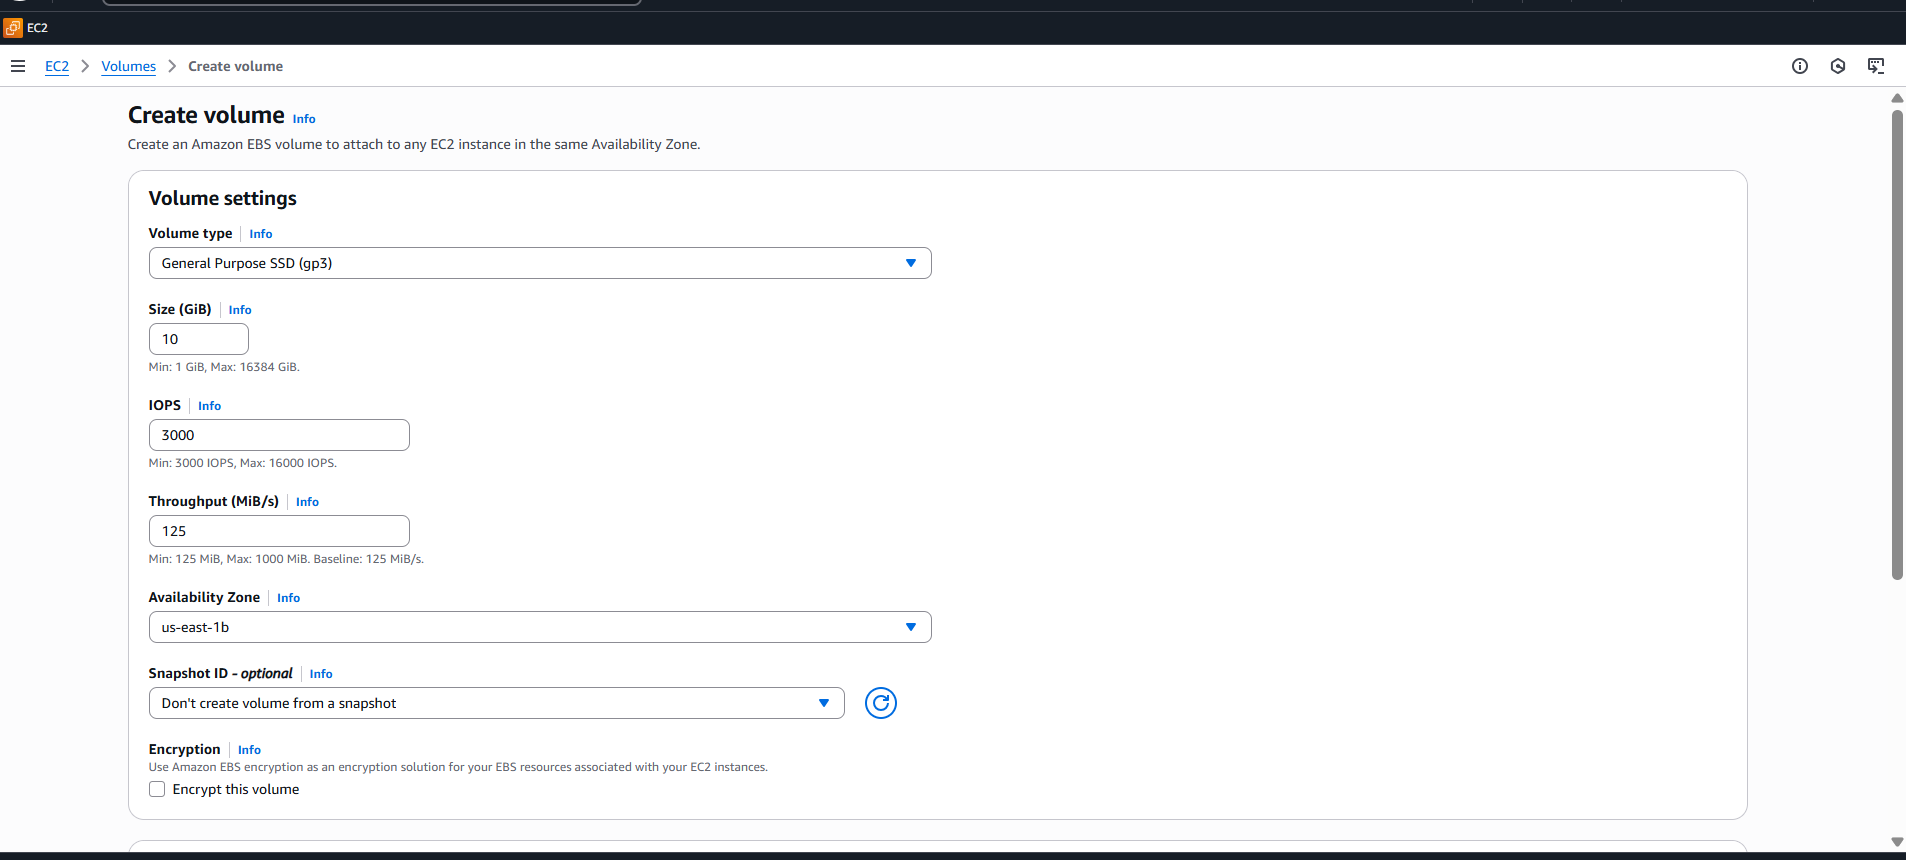 EC2
EC2 > Volumes > Create volume
Create volume Info
Create an Amazon EBS volume to attach to any EC2 instance in the same Availability Zone.
Volume settings
Volume type Info
General Purpose SSD (gp3)
Size (GiB) Info
10
Min: 1 GiB, Max: 16384 GiB.
IOPS Info
3000
Min: 3000 IOPS, Max: 16000 IOPS.
Throughput (MiB/s) Info
125
Min: 125 MiB, Max: 1000 MiB. Baseline: 125 MiB/s.
Availability Zone Info
us-east-1b
Snapshot ID - optional Info
Don't create volume from a snapshot
Encryption Info
Use Amazon EBS encryption as an encryption solution for your EBS resources associated with your EC2 instances.
Encrypt this volume